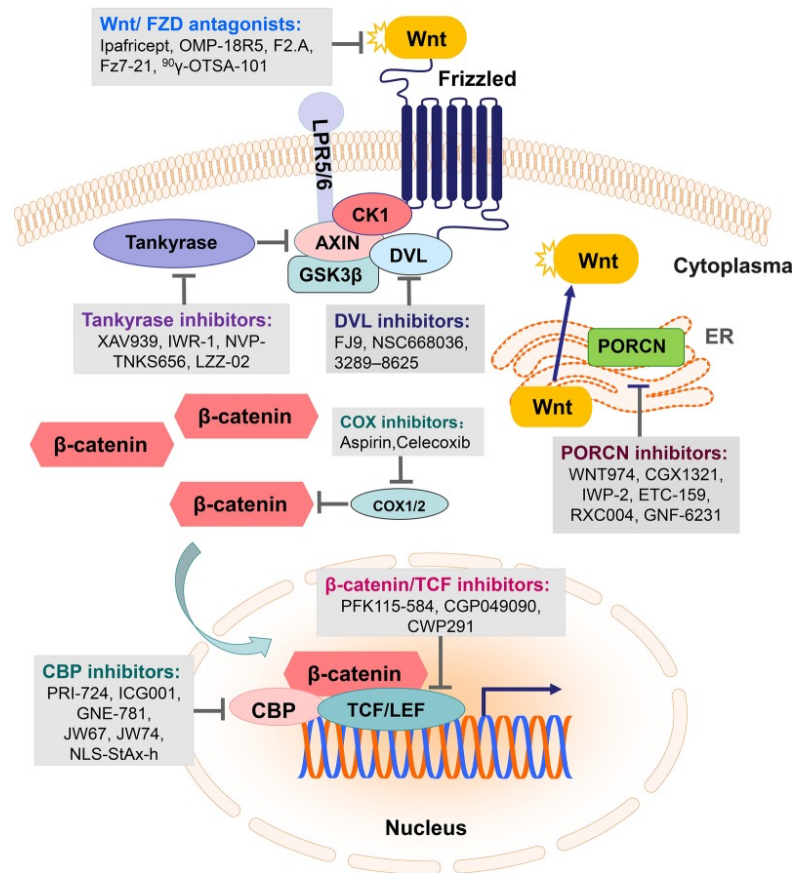 Wnt/ FZD antagonists:
Ipafricept, OMP-18R5, F2.A,
Fz7-21, ⁹⁰γ-OTSA-101
Wnt
Frizzled
LPR5/6
CK1
AXIN
Tankyrase
DVL
GSK3β
Wnt
Cytoplasma
Tankyrase inhibitors:
XAV939, IWR-1, NVP-
TNKS656, LZZ-02
DVL inhibitors:
FJ9, NSC668036,
3289–8625
ER
PORCN
Wnt
β-catenin
β-catenin
COX inhibitors:
Aspirin,Celecoxib
PORCN inhibitors:
WNT974, CGX1321,
IWP-2, ETC-159,
RXC004, GNF-6231
β-catenin
COX1/2
β-catenin/TCF inhibitors:
PFK115-584, CGP049090,
CWP291
CBP inhibitors:
PRI-724, ICG001,
GNE-781,
JW67, JW74,
NLS-StAx-h
β-catenin
CBP
TCF/LEF
Nucleus